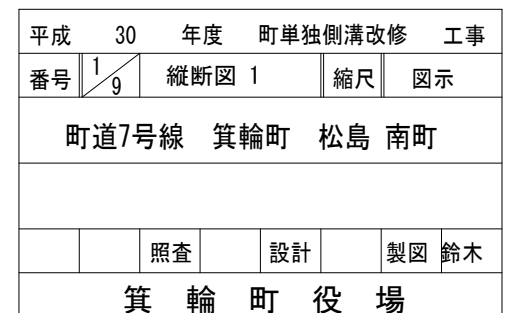 平成 30 年度 町単独側溝改修 工事
番号 1/9 縦断図 1 縮尺 図示
町道7号線 箕輪町 松島 南町
照査 設計 製図 鈴木
箕輪町役場